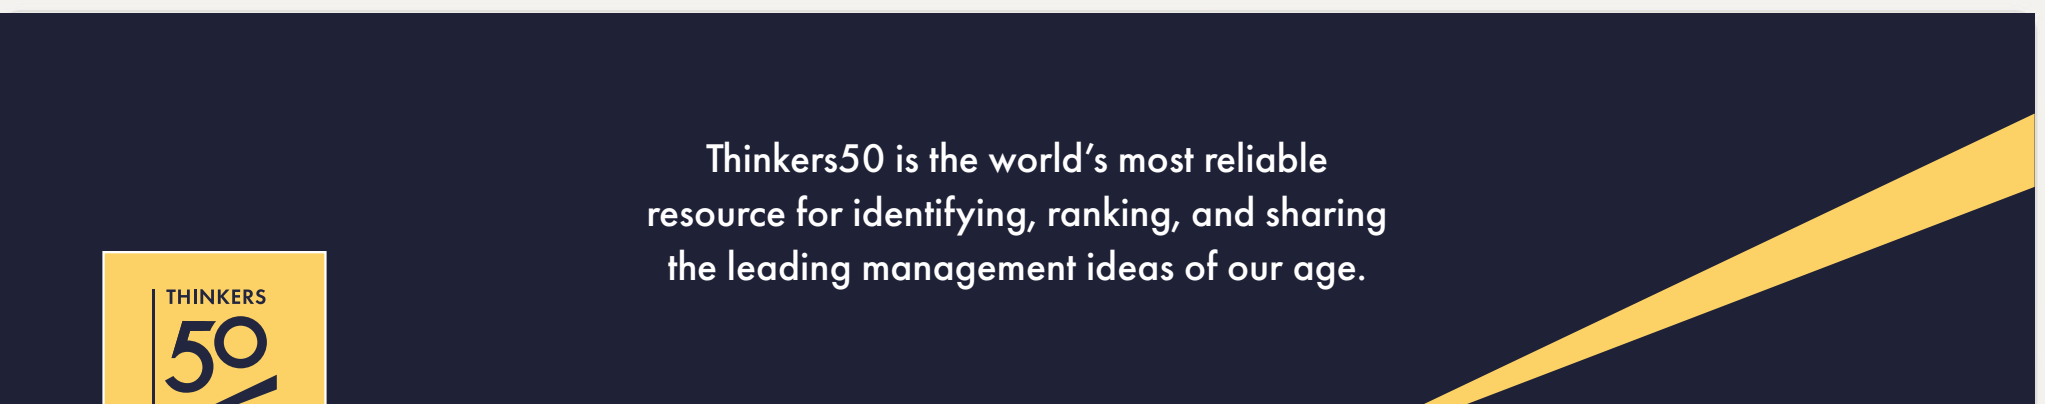 Thinkers50 is the world’s most reliable
resource for identifying, ranking, and sharing
the leading management ideas of our age.
THINKERS
50